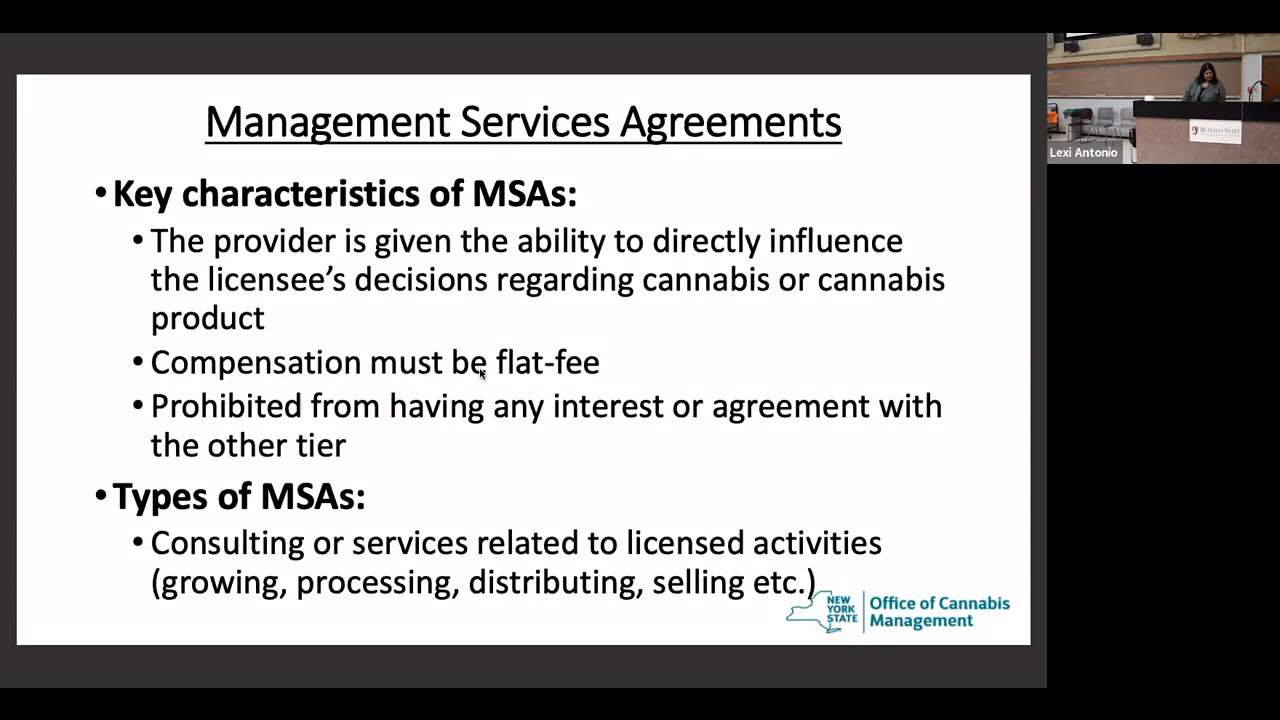 Management Services Agreements
•Key characteristics of MSAs:
•The provider is given the ability to directly influence
the licensee's decisions regarding cannabis or cannabis
product
•Compensation must be flat-fee
•Prohibited from having any interest or agreement with
the other tier
•Types of MSAs:
•Consulting or services related to licensed activities
(growing, processing, distributing, selling etc.)
NEW
YORK
STATE
Office of Cannabis
Management
BUFFALO STATE
Lexi Antonio